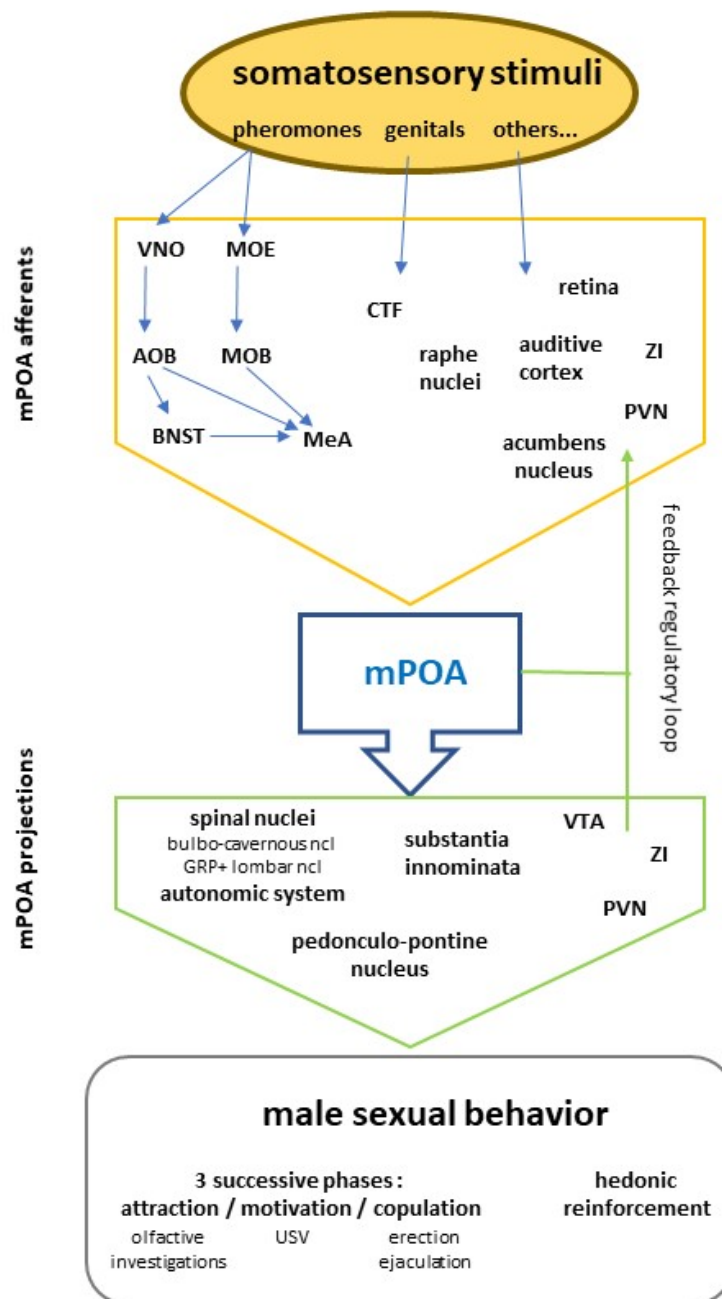 somatosensory stimuli
pheromones genitals others...
mPOA afferents
VNO MOE
retina
CTF
AOB MOB
raphe
nuclei
auditive
cortex
ZI
PVN
BNST MeA
acumbens
nucleus
feedback regulatory loop
mPOA
mPOA projections
spinal nuclei
bulbo-cavernous ncl
GRP+ lombar ncl
autonomic system
substantia
innominata
VTA
ZI
PVN
pedonculo-pontine
nucleus
male sexual behavior
3 successive phases :
attraction / motivation / copulation
olfactive
investigations
USV
erection
ejaculation
hedonic
reinforcement